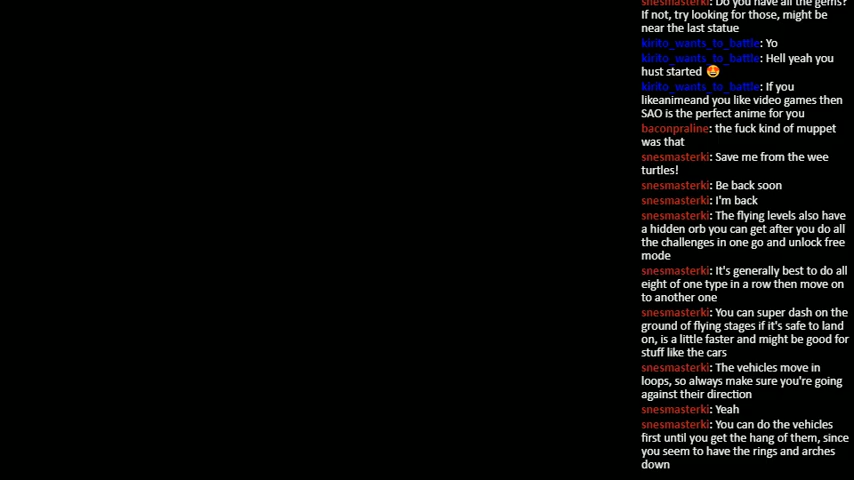 snesmasterki: Do you have all the gems?
If not, try looking for those, might be
near the last statue
kirito_wants_to_battle: Yo
kirito_wants_to_battle: Hell yeah you
hust started 🤩
kirito_wants_to_battle: If you
likeanimeand you like video games then
SAO is the perfect anime for you
baconpraline: the fuck kind of muppet
was that
snesmasterki: Save me from the wee
turtles!
snesmasterki: Be back soon
snesmasterki: I'm back
snesmasterki: The flying levels also have
a hidden orb you can get after you do all
the challenges in one go and unlock free
mode
snesmasterki: It's generally best to do all
eight of one type in a row then move on
to another one
snesmasterki: You can super dash on the
ground of flying stages if it's safe to land
on, is a little faster and might be good for
stuff like the cars
snesmasterki: The vehicles move in
loops, so always make sure you're going
against their direction
snesmasterki: Yeah
snesmasterki: You can do the vehicles
first until you get the hang of them, since
you seem to have the rings and arches
down